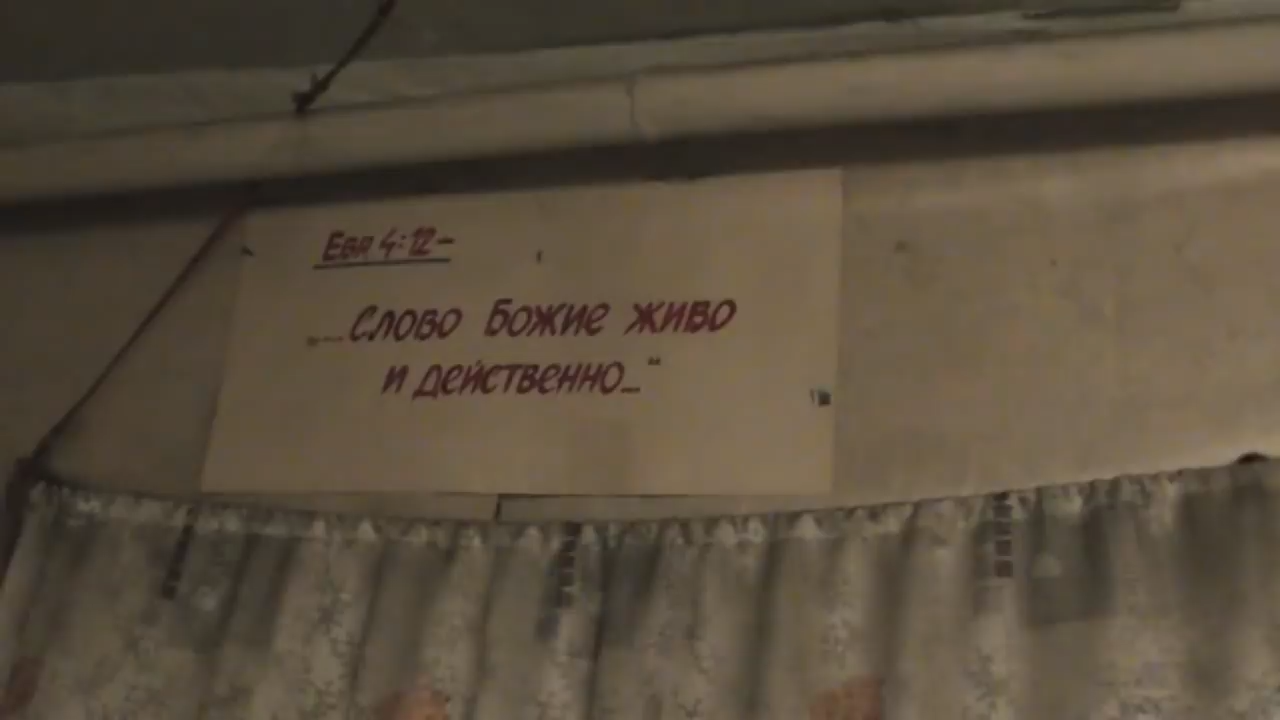 Евр 4:12-
„...Слово Божие живо
и действенно..."